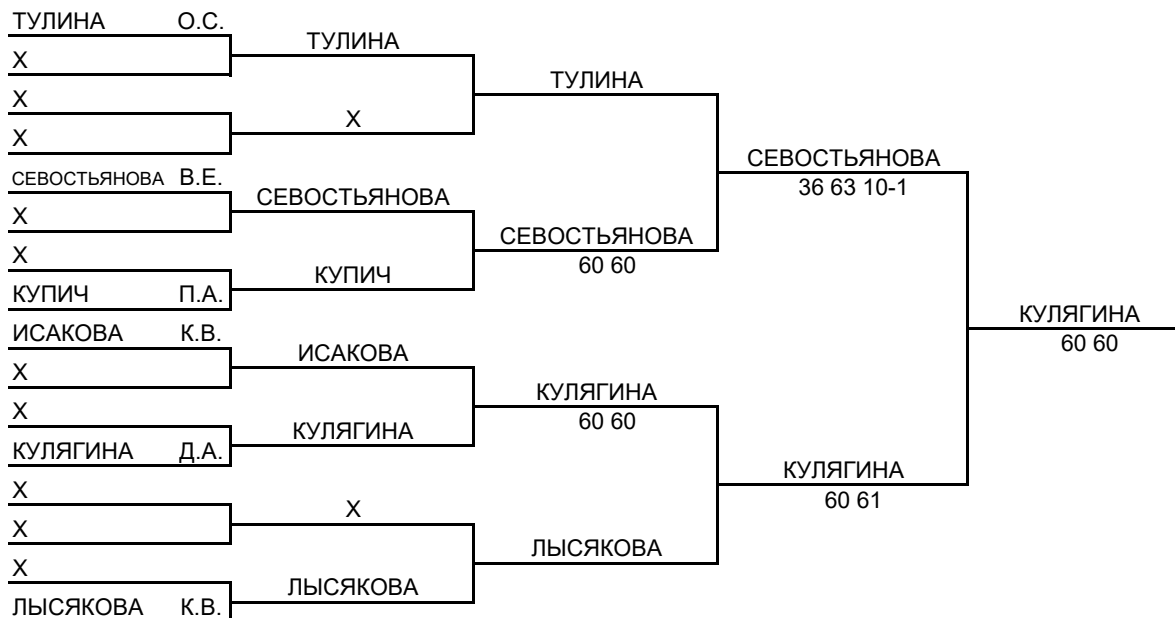 ТУЛИНА О.С.
X
X
X
СЕВОСТЬЯНОВА В.Е.
X
X
КУПИЧ П.А.
ИСАКОВА К.В.
X
X
КУЛЯГИНА Д.А.
X
X
X
ЛЫСЯКОВА К.В.
ТУЛИНА
X
СЕВОСТЬЯНОВА
КУПИЧ
ИСАКОВА
КУЛЯГИНА
X
ЛЫСЯКОВА
ТУЛИНА
СЕВОСТЬЯНОВА
60 60
КУЛЯГИНА
60 60
ЛЫСЯКОВА
СЕВОСТЬЯНОВА
36 63 10-1
КУЛЯГИНА
60 61
КУЛЯГИНА
60 60